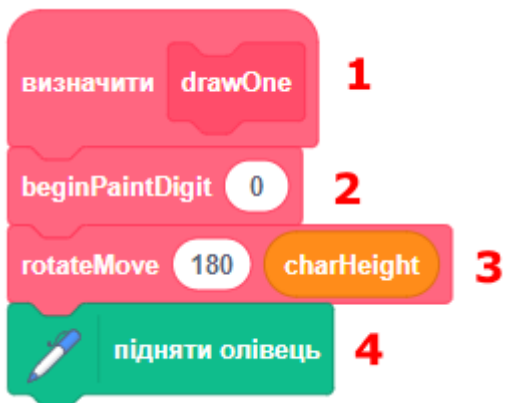 визначити drawOne 1
beginPaintDigit 0 2
rotateMove 180 charHeight 3
підняти олівець 4